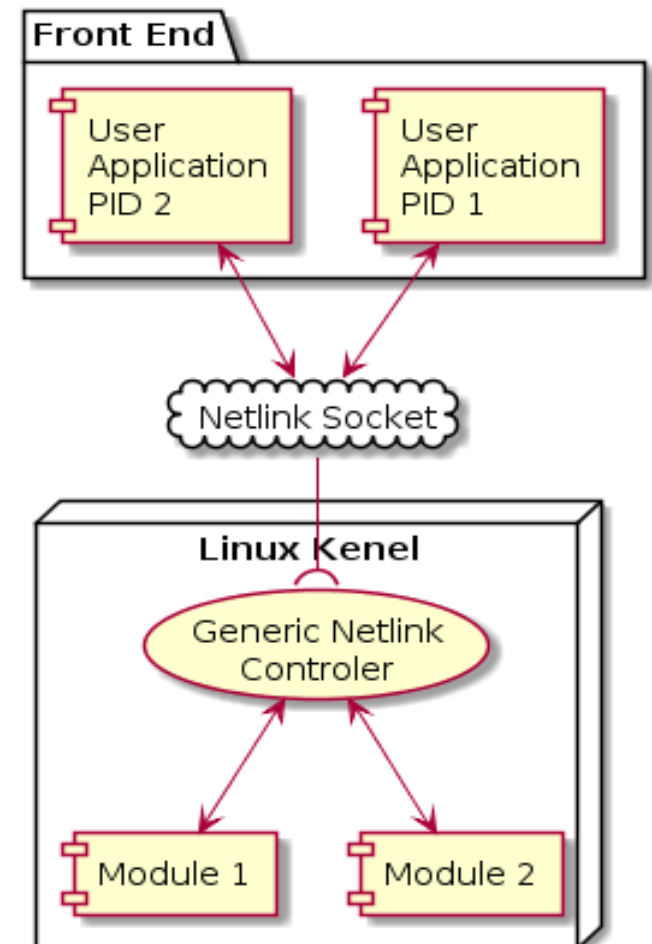 Front End
User
Application
PID 2
User
Application
PID 1
Netlink Socket
Linux Kenel
Generic Netlink
Controler
Module 1
Module 2